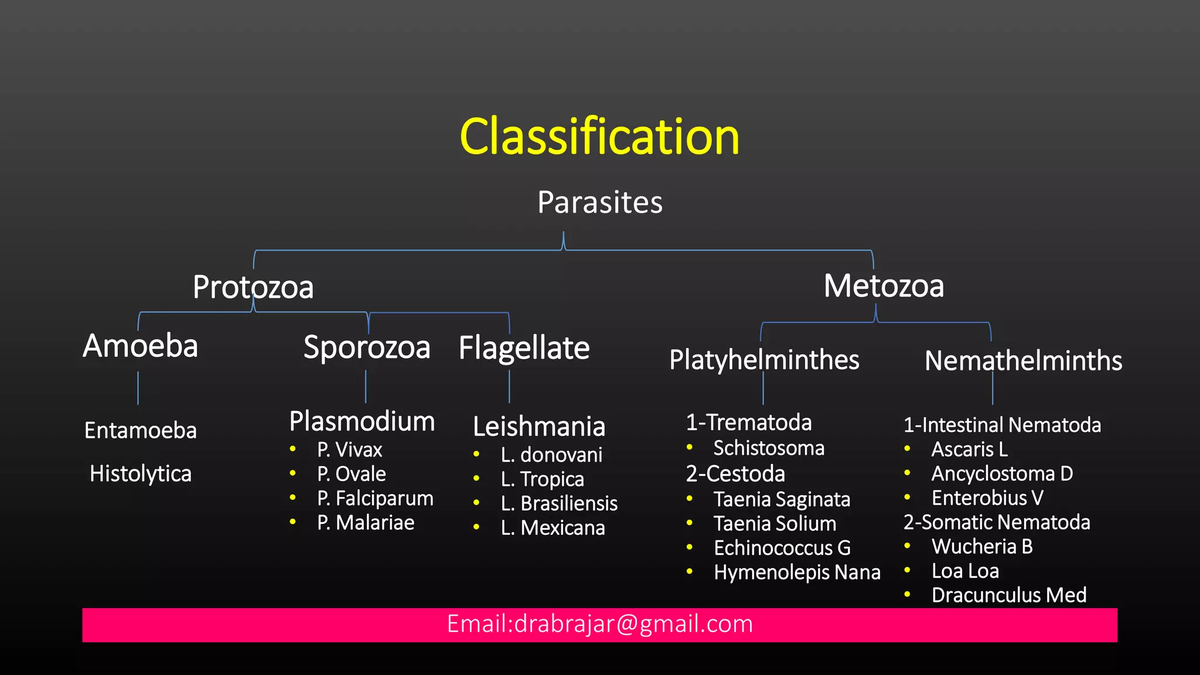 Classification
Parasites
Protozoa
Metozoa
Amoeba
Sporozoa
Flagellate
Platyhelminthes
Nemathelminths
Entamoeba
Histolytica
Plasmodium
• P. Vivax
• P. Ovale
• P. Falciparum
• P. Malariae
Leishmania
• L. donovani
• L. Tropica
• L. Brasiliensis
• L. Mexicana
1-Trematoda
• Schistosoma
2-Cestoda
• Taenia Saginata
• Taenia Solium
• Echinococcus G
• Hymenolepis Nana
1-Intestinal Nematoda
• Ascaris L
• Ancyclostoma D
• Enterobius V
2-Somatic Nematoda
• Wucheria B
• Loa Loa
• Dracunculus Med
Email:drabrajar@gmail.com